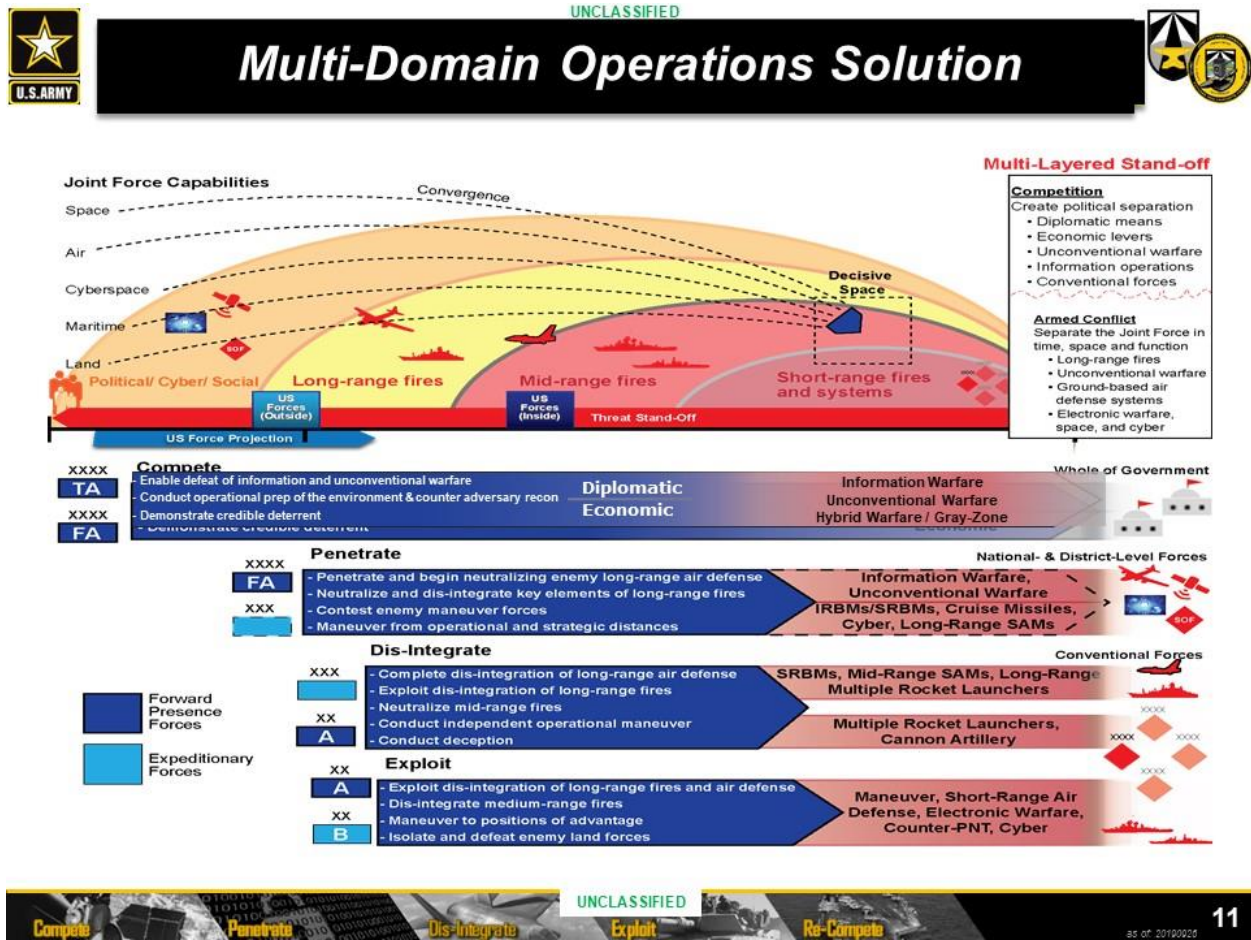 UNCLASSIFIED
Multi-Domain Operations Solution
U.S.ARMY
Multi-Layered Stand-off
Joint Force Capabilities
Space
Air
Cyberspace
Maritime
Land
Convergence
Decisive
Space
SOF
Political/ Cyber/ Social
Long-range fires
Mid-range fires
Short-range fires
and systems
xxxx
US
Forces
(Outside)
US
Forces
(Inside)
Threat Stand-Off
US Force Projection
Competition
Create political separation
• Diplomatic means
• Economic levers
• Unconventional warfare
• Information operations
• Conventional forces
Armed Conflict
Separate the Joint Force in
time, space and function
• Long-range fires
• Unconventional warfare
• Ground-based air
defense systems
• Electronic warfare,
space, and cyber
Compete
Whole of Government
XXXX
TA
XXXX
FA
- Enable defeat of information and unconventional warfare
- Conduct operational prep of the environment & counter adversary recon
- Demonstrate credible deterrent
- Demonstrate credible deterrent
Diplomatic
Economic
Information Warfare
Unconventional Warfare
Hybrid Warfare / Gray-Zone
Economic
Penetrate
National- & District-Level Forces
XXXX
FA
XXX
- Penetrate and begin neutralizing enemy long-range air defense
- Neutralize and dis-integrate key elements of long-range fires
- Contest enemy maneuver forces
- Maneuver from operational and strategic distances
Information Warfare,
Unconventional Warfare
IRBMs/SRBMs, Cruise Missiles,
Cyber, Long-Range SAMs
SOF
Dis-Integrate
Conventional Forces
XXX
XX
A
- Complete dis-integration of long-range air defense
- Exploit dis-integration of long-range fires
- Neutralize mid-range fires
- Conduct independent operational maneuver
- Conduct deception
SRBMs, Mid-Range SAMs, Long-Range
Multiple Rocket Launchers
Multiple Rocket Launchers,
Cannon Artillery
XXXX
XXXX
XXXX
XXXX
Forward
Presence
Forces
Expeditionary
Forces
Exploit
XX
A
XX
B
- Exploit dis-integration of long-range fires and air defense
- Dis-integrate medium-range fires
- Maneuver to positions of advantage
- Isolate and defeat enemy land forces
Maneuver, Short-Range Air
Defense, Electronic Warfare,
Counter-PNT, Cyber
UNCLASSIFIED
Compete
Penetrate
Dis-Integrate
Exploit
Re-Compete
11
as of: 20190926